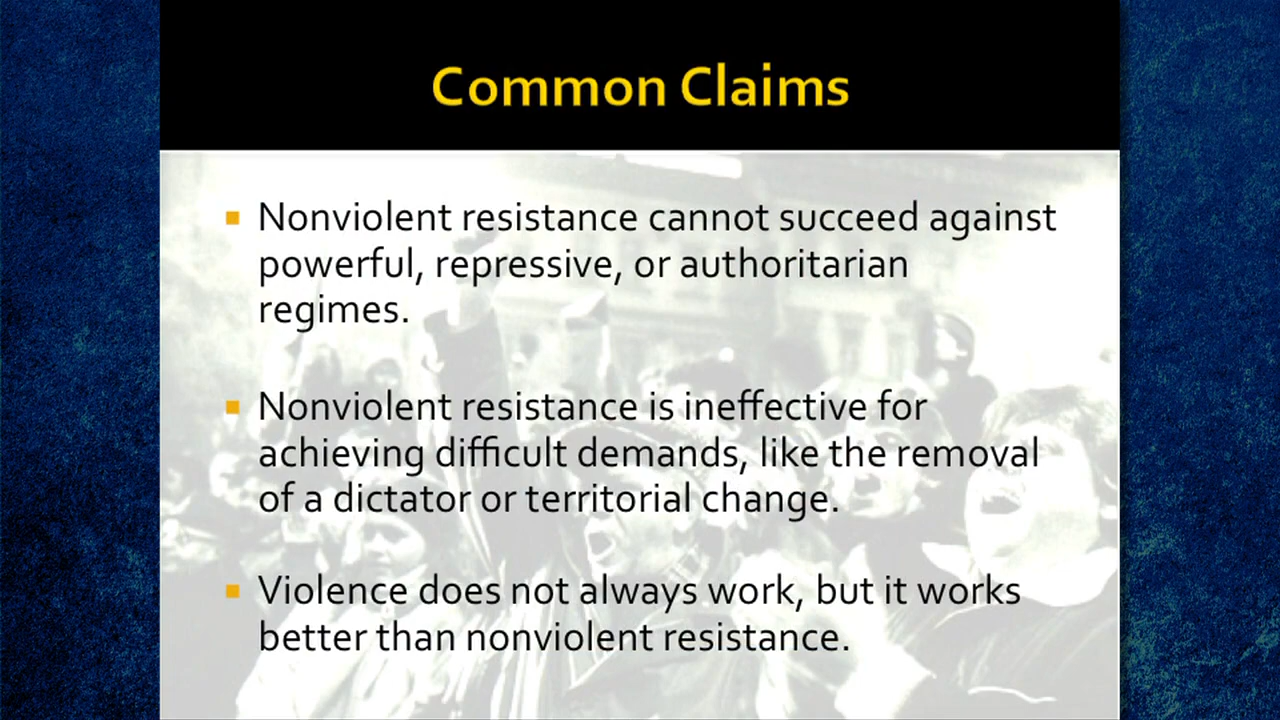 Common Claims
Nonviolent resistance cannot succeed against
powerful, repressive, or authoritarian
regimes.
Nonviolent resistance is ineffective for
achieving difficult demands, like the removal
of a dictator or territorial change.
Violence does not always work, but it works
better than nonviolent resistance.